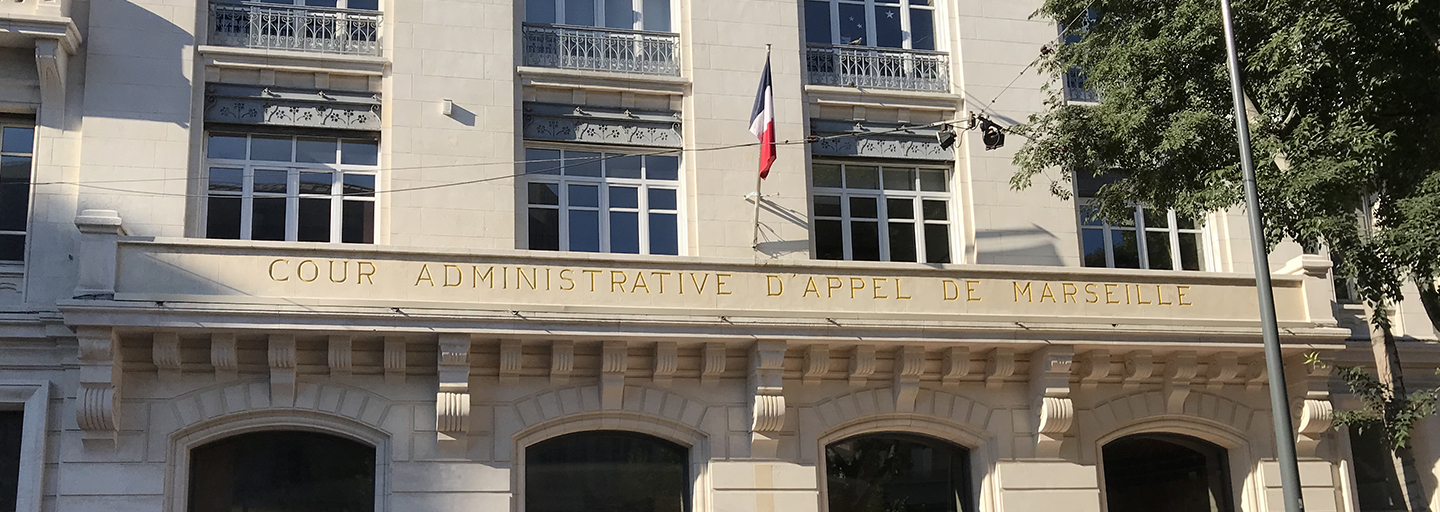 COUR ADMINISTRATIVE D'APPEL DE MARSEILLE